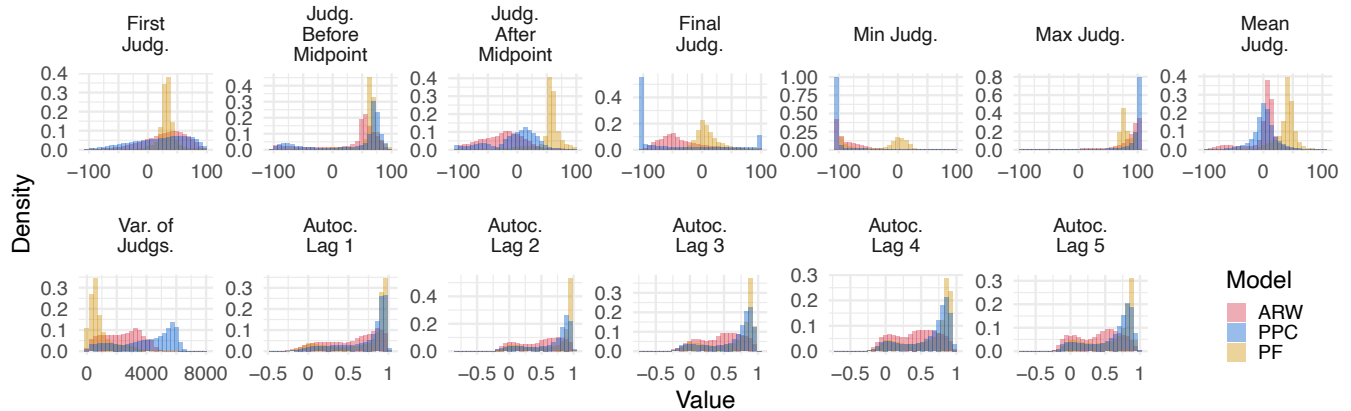 First
Judg.
Judg.
Before
Midpoint
Judg.
After
Midpoint
Final
Judg.
Min Judg.
Max Judg.
Mean
Judg.
0.4
0.3
0.2
0.1
0.0
−100 0 100
0.4
0.3
0.2
0.1
0.0
−100 0 100
0.4
0.3
0.2
0.1
0.0
−100 0 100
0.4
0.2
0.0
−100 0 100
1.00
0.75
0.50
0.25
0.00
−100 0 100
0.8
0.6
0.4
0.2
0.0
−100 0 100
0.4
0.3
0.2
0.1
0.0
−100 0 100
Density
Var. of
Judgs.
Autoc.
Lag 1
Autoc.
Lag 2
Autoc.
Lag 3
Autoc.
Lag 4
Autoc.
Lag 5
0.3
0.2
0.1
0.0
0 4000 8000
0.3
0.2
0.1
0.0
−0.5 0 0.5 1
0.4
0.2
0.0
−0.5 0 0.5 1
0.3
0.2
0.1
0.0
−0.5 0 0.5 1
0.3
0.2
0.1
0.0
−0.5 0 0.5 1
0.3
0.2
0.1
0.0
−0.5 0 0.5 1
Value
Model
ARW
PPC
PF